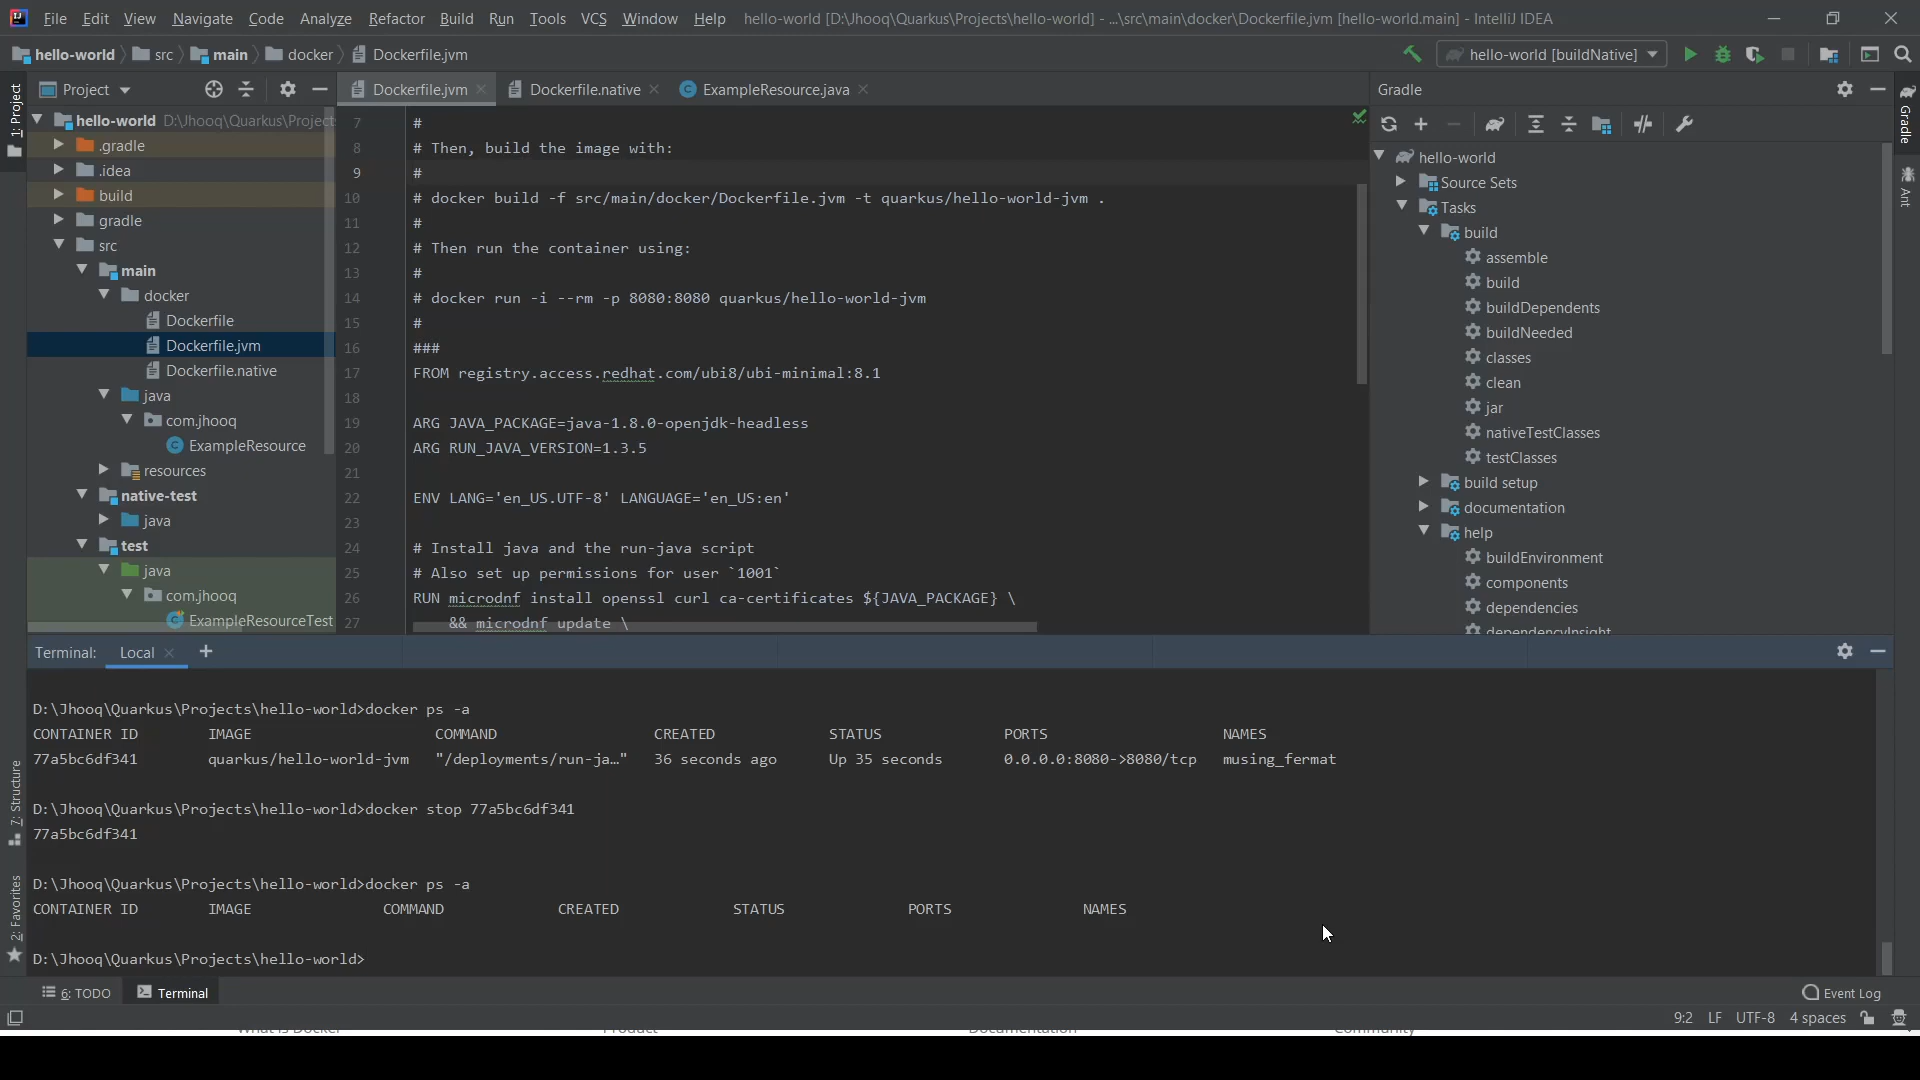 File Edit View Navigate Code Analyze Refactor Build Run Tools VCS Window Help hello-world [D:\Jhooq\Quarkus\Projects\hello-world] - ...\src\main\docker\Dockerfile.jvm [hello-world.main] - IntelliJ IDEA
hello-world src main docker Dockerfile.jvm
hello-world [buildNative]
1: Project
7: Structure
2: Favorites
Project
hello-world D:\Jhooq\Quarkus\Project
.gradle
.idea
build
gradle
src
main
docker
Dockerfile
Dockerfile.jvm
Dockerfile.native
java
com.jhooq
ExampleResource
resources
native-test
java
test
java
com.jhooq
ExampleResourceTest
Dockerfile.jvm Dockerfile.native ExampleResource.java
7 #
8 # Then, build the image with:
9 #
10 # docker build -f src/main/docker/Dockerfile.jvm -t quarkus/hello-world-jvm .
11 #
12 # Then run the container using:
13 #
14 # docker run -i --rm -p 8080:8080 quarkus/hello-world-jvm
15 #
16 ###
17 FROM registry.access.redhat.com/ubi8/ubi-minimal:8.1
18
19 ARG JAVA_PACKAGE=java-1.8.0-openjdk-headless
20 ARG RUN_JAVA_VERSION=1.3.5
21
22 ENV LANG='en_US.UTF-8' LANGUAGE='en_US:en'
23
24 # Install java and the run-java script
25 # Also set up permissions for user `1001`
26 RUN microdnf install openssl curl ca-certificates ${JAVA_PACKAGE} \
27 && microdnf update \
Gradle
hello-world
Source Sets
Tasks
build
assemble
build
buildDependents
buildNeeded
classes
clean
jar
nativeTestClasses
testClasses
build setup
documentation
help
buildEnvironment
components
dependencies
dependencyInsight
Gradle
Ant
Terminal: Local +
D:\Jhooq\Quarkus\Projects\hello-world>docker ps -a
CONTAINER ID IMAGE COMMAND CREATED STATUS PORTS NAMES
77a5bc6df341 quarkus/hello-world-jvm "/deployments/run-ja…" 36 seconds ago Up 35 seconds 0.0.0.0:8080->8080/tcp musing_fermat
D:\Jhooq\Quarkus\Projects\hello-world>docker stop 77a5bc6df341
77a5bc6df341
D:\Jhooq\Quarkus\Projects\hello-world>docker ps -a
CONTAINER ID IMAGE COMMAND CREATED STATUS PORTS NAMES
D:\Jhooq\Quarkus\Projects\hello-world>
6: TODO Terminal Event Log
9:2 LF UTF-8 4 spaces
What is Docker Product Documentation Community